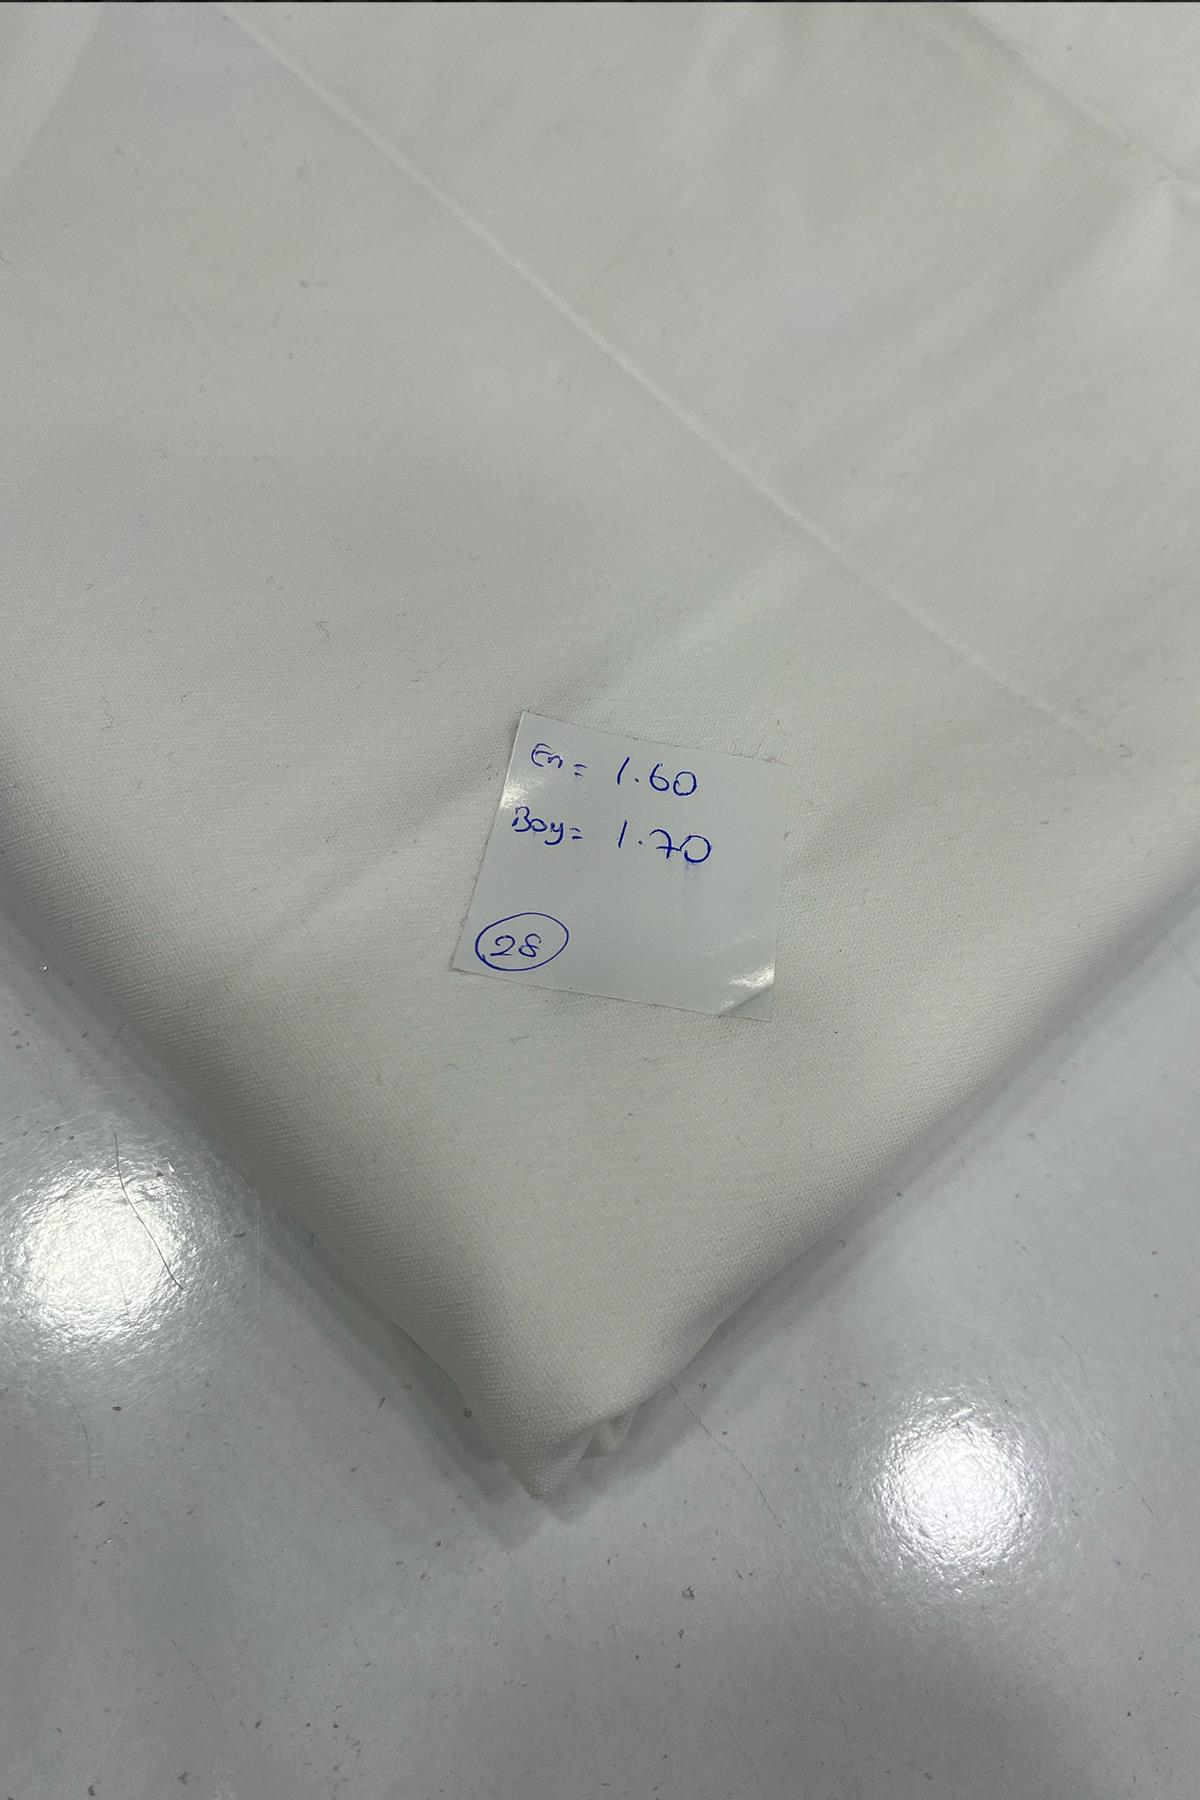 En = 1.60
Boy = 1.70
28